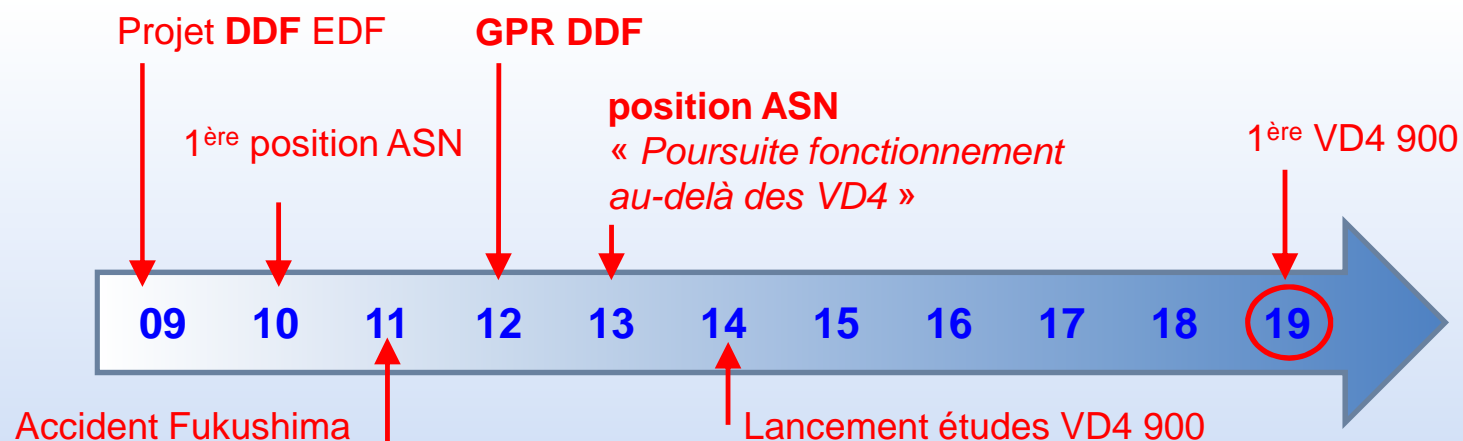 Projet DDF EDF
GPR DDF
1ère position ASN
position ASN
« Poursuite fonctionnement
au-delà des VD4 »
1ère VD4 900
09 10 11 12 13 14 15 16 17 18 19
Accident Fukushima
Lancement études VD4 900